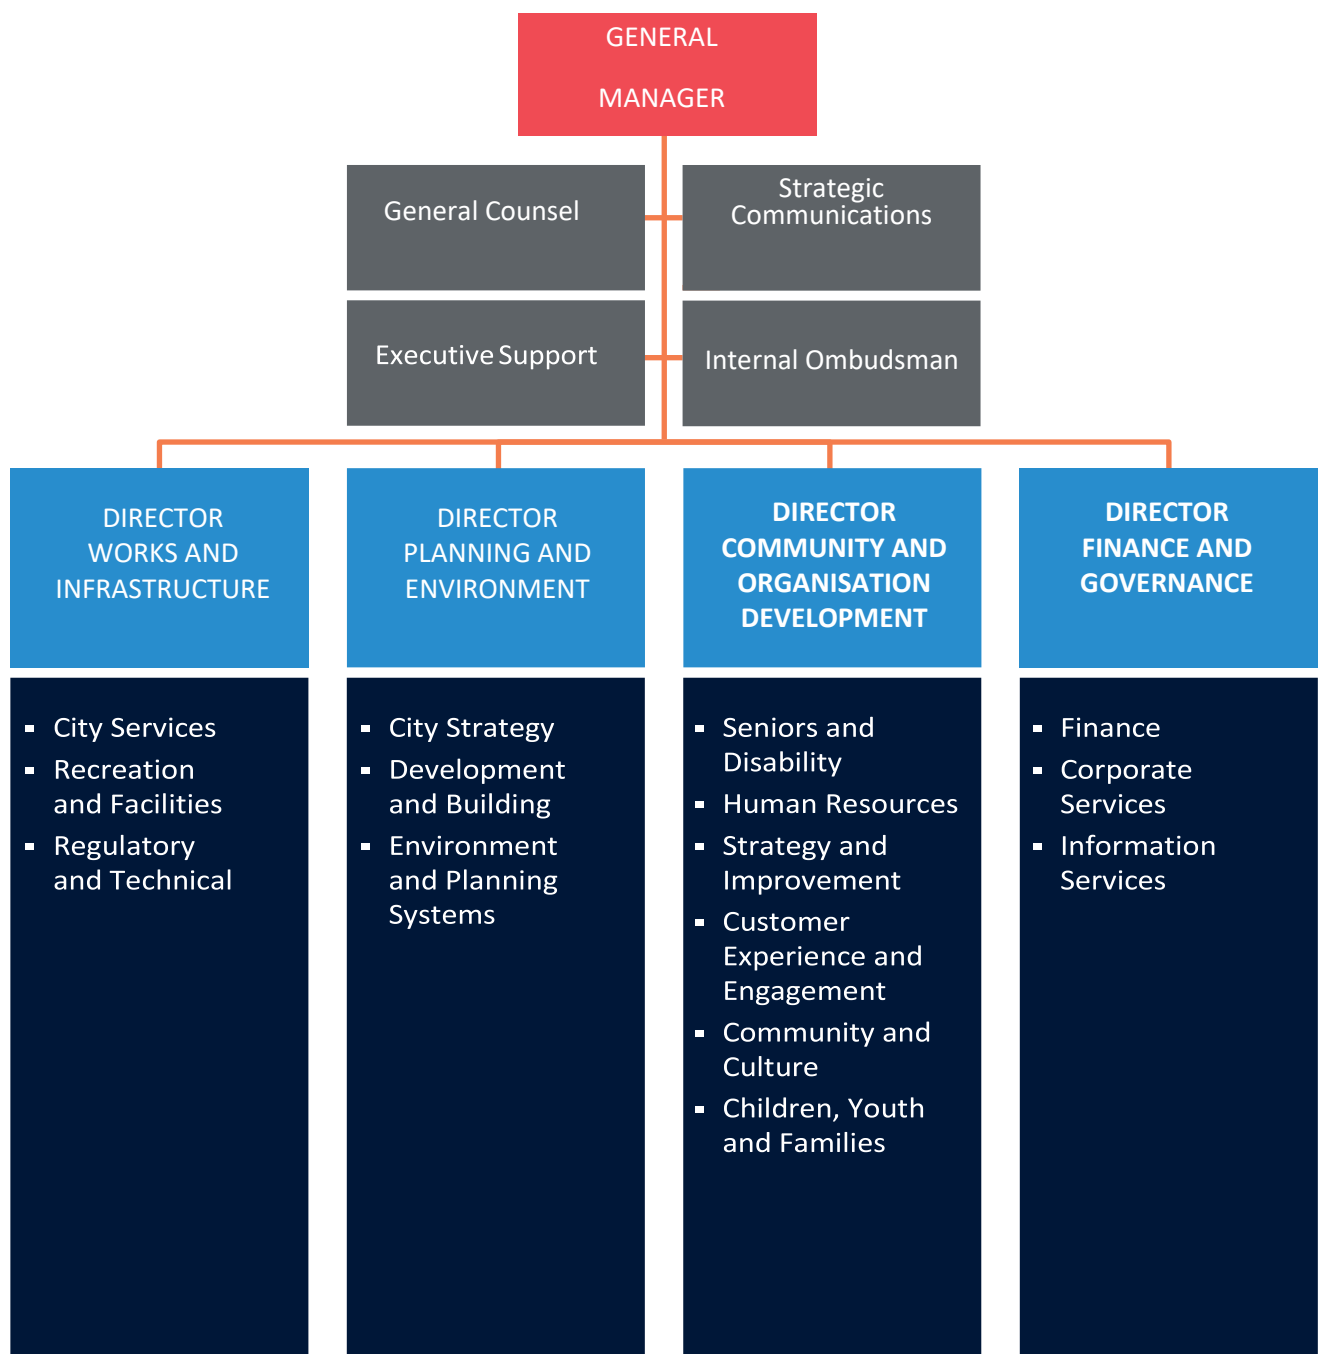 GENERAL
MANAGER
General Counsel
Strategic
Communications
Executive Support
Internal Ombudsman
DIRECTOR
WORKS AND
INFRASTRUCTURE
DIRECTOR
PLANNING AND
ENVIRONMENT
DIRECTOR
COMMUNITY AND
ORGANISATION
DEVELOPMENT
DIRECTOR
FINANCE AND
GOVERNANCE
▪ City Services
▪ Recreation
and Facilities
▪ Regulatory
and Technical
▪ City Strategy
▪ Development
and Building
▪ Environment
and Planning
Systems
▪ Seniors and
Disability
▪ Human Resources
▪ Strategy and
Improvement
▪ Customer
Experience and
Engagement
▪ Community and
Culture
▪ Children, Youth
and Families
▪ Finance
▪ Corporate
Services
▪ Information
Services